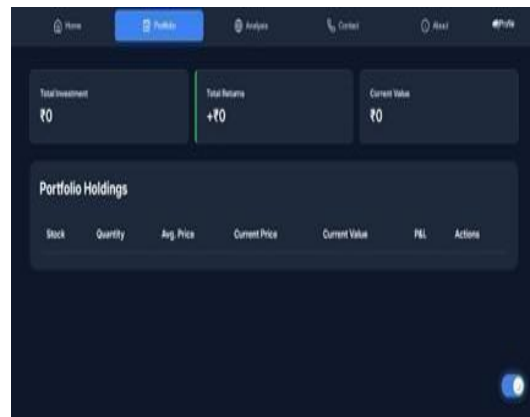 Home Portfolio Analysis Contact About Profile
Total Investment Total Returns Current Value
₹0 +₹0 ₹0
Portfolio Holdings
Stock Quantity Avg. Price Current Price Current Value P&L Actions